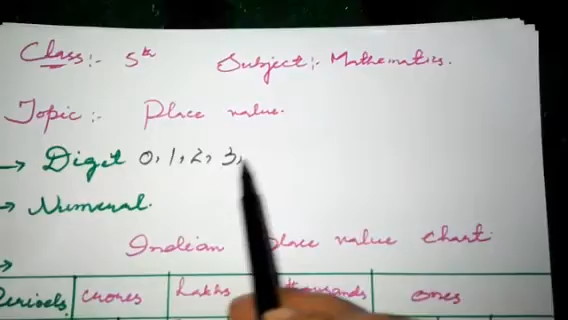 Class:- 5th Subject:- Mathematics.
Topic:- Place value.
→ Digit 0, 1, 2, 3,
→ Numeral.
Indian place value chart
→
Periods crores Lakhs thousands ones